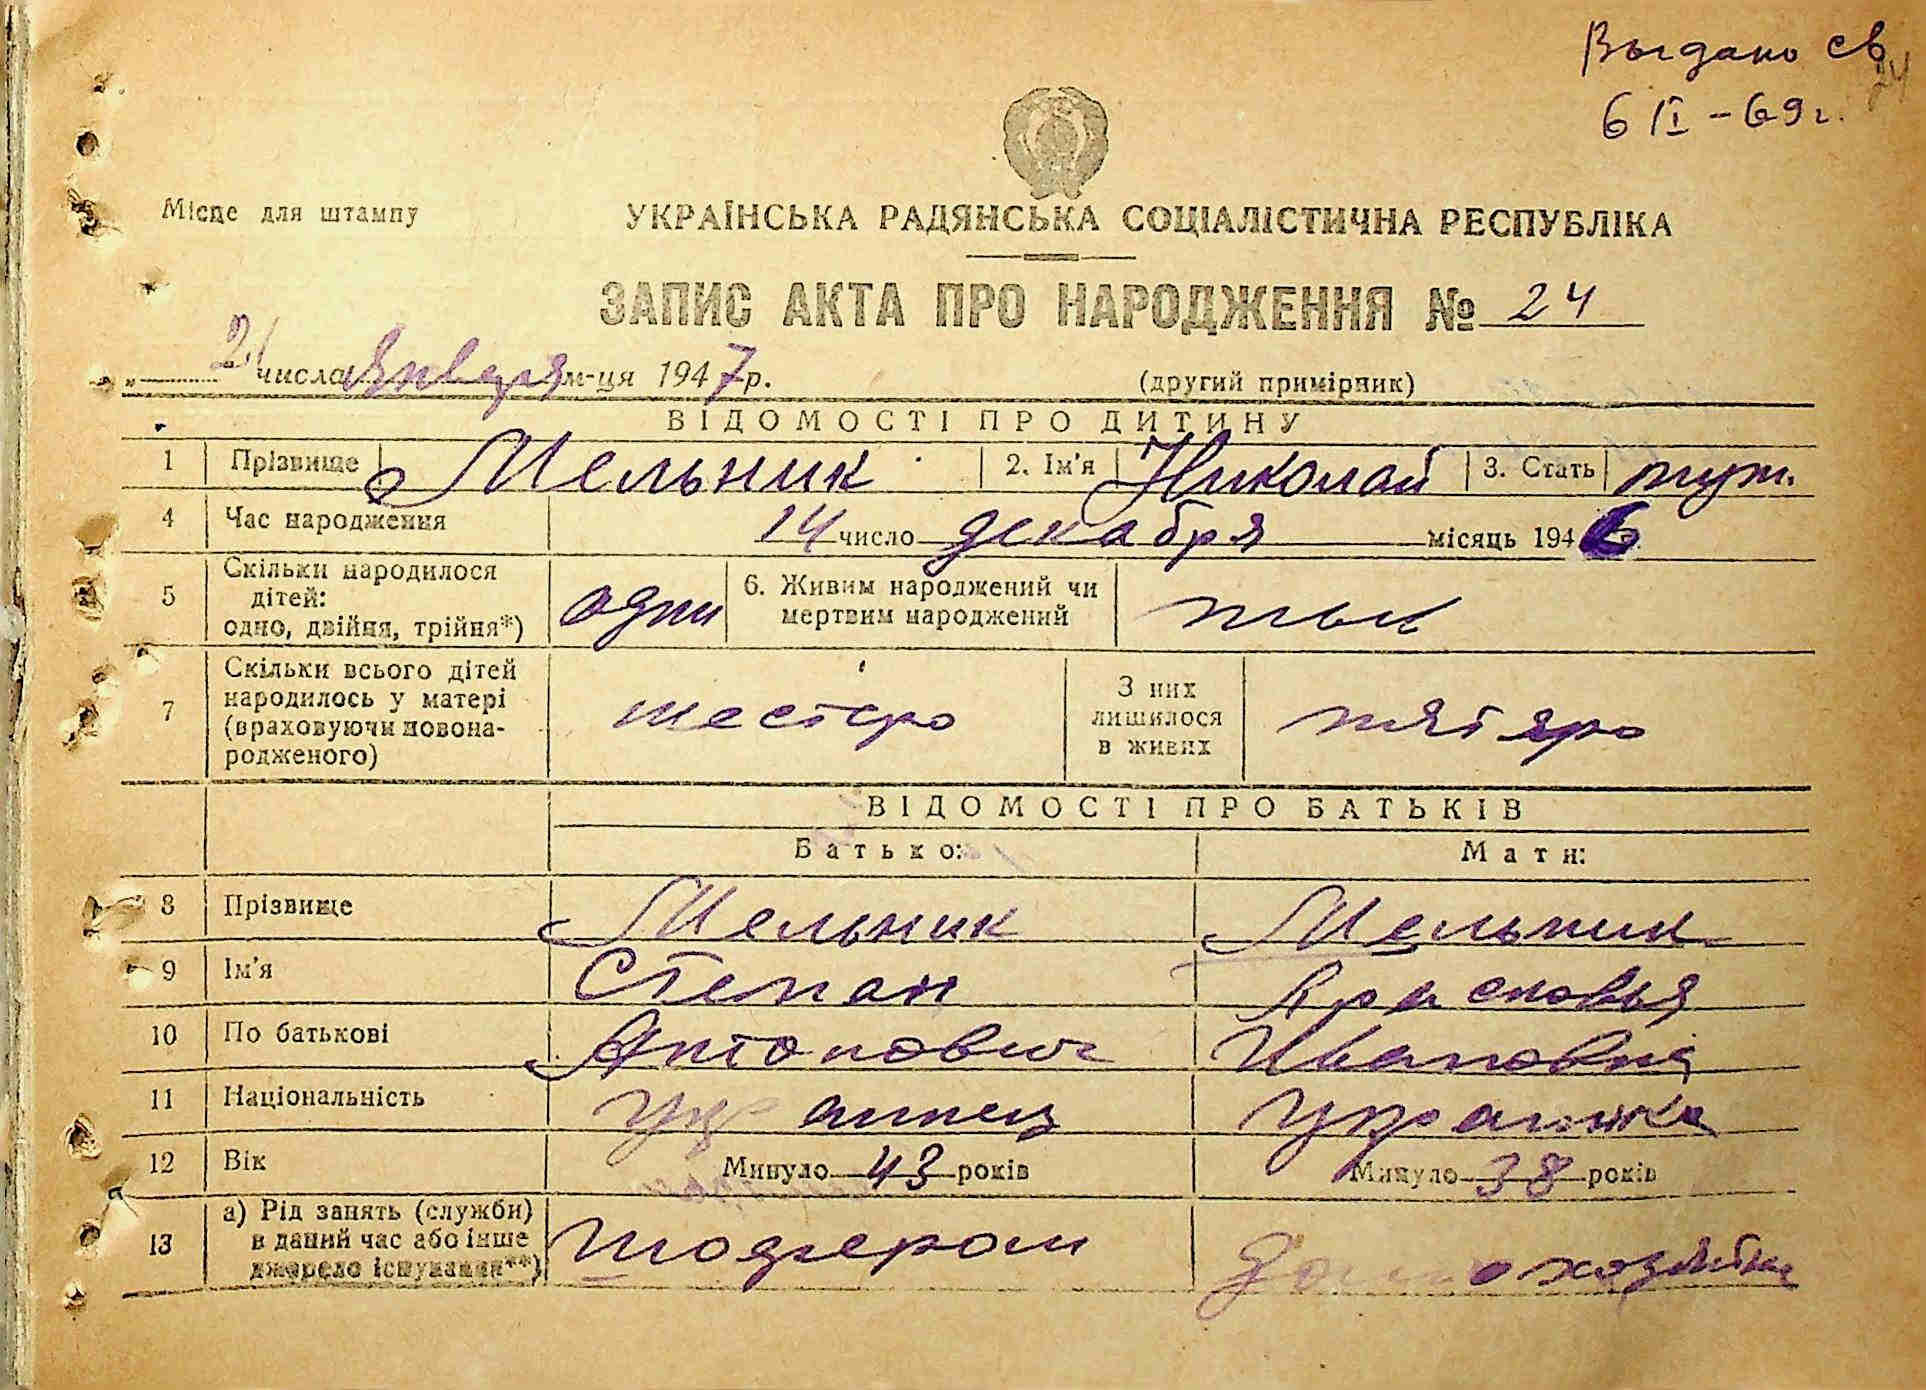 Выдано св
6 II - 69 г.
24
Місце для штампу
УКРАЇНСЬКА РАДЯНСЬКА СОЦІАЛІСТИЧНА РЕСПУБЛІКА
ЗАПИС АКТА ПРО НАРОДЖЕННЯ № 24
„ 21 числа Января м-ця 1947 р.
(другий примірник)
ВІДОМОСТІ ПРО ДИТИНУ
1 Прізвище Мельник 2. Ім'я Николай 3. Стать муж.
4 Час народження 14 число декабря місяць 1946 р.
5 Скільки народилося дітей: одно, двійня, трійня*)
6. Живим народжений чи мертвим народжений
7 Скільки всього дітей народилось у матері (враховуючи новонародженого) шестеро
З них лишилося в живих пятеро
ВІДОМОСТІ ПРО БАТЬКІВ
Батько: Мати:
8 Прізвище Мельник Мельник
9 Ім'я Степан Прасковья
10 По батькові Антонович Ивановна
11 Національність Украинец Украинка
12 Вік Минуло 43 років Минуло 38 років
13 а) Рід занять (служби) в даний час або інше джерело існування**)